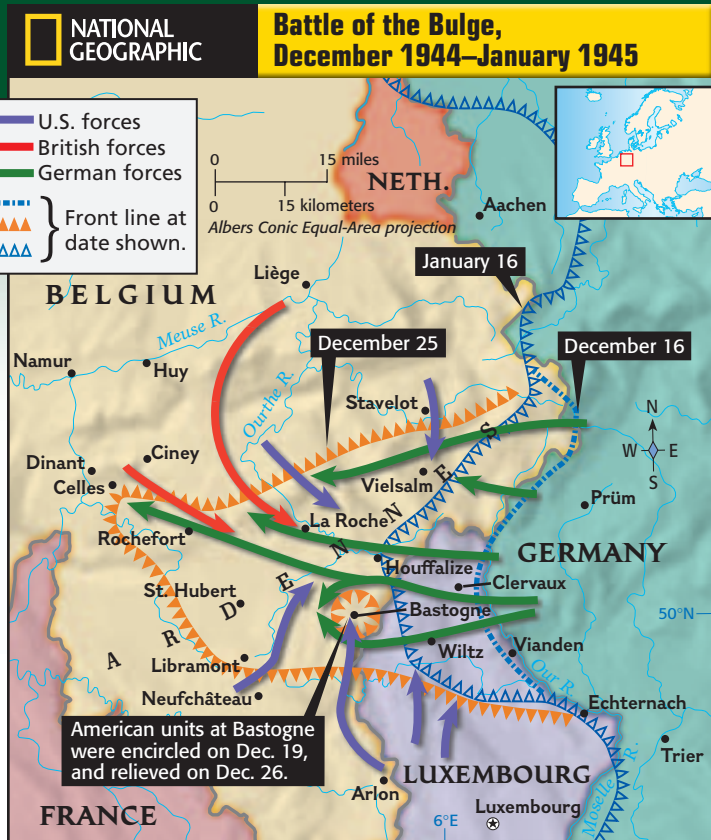 NATIONAL
GEOGRAPHIC
Battle of the Bulge,
December 1944–January 1945
U.S. forces
British forces
German forces
Front line at
date shown.
0 15 miles
0 15 kilometers
Albers Conic Equal-Area projection
NETH.
Aachen
January 16
Liège
BELGIUM
Meuse R.
December 25
December 16
Namur
Huy
Ourthe R.
Stavelot
N
W E
S
Ciney
Dinant
Celles
Vielsalm
Prüm
La Roche
Rochefort
GERMANY
Houffalize
Clervaux
ARDENNES
St. Hubert
Bastogne
50°N
Wiltz
Vianden
Libramont
Our R.
Neufchâteau
Echternach
American units at Bastogne
were encircled on Dec. 19,
and relieved on Dec. 26.
Trier
LUXEMBOURG
Arlon
Moselle R.
FRANCE
6°E
Luxembourg